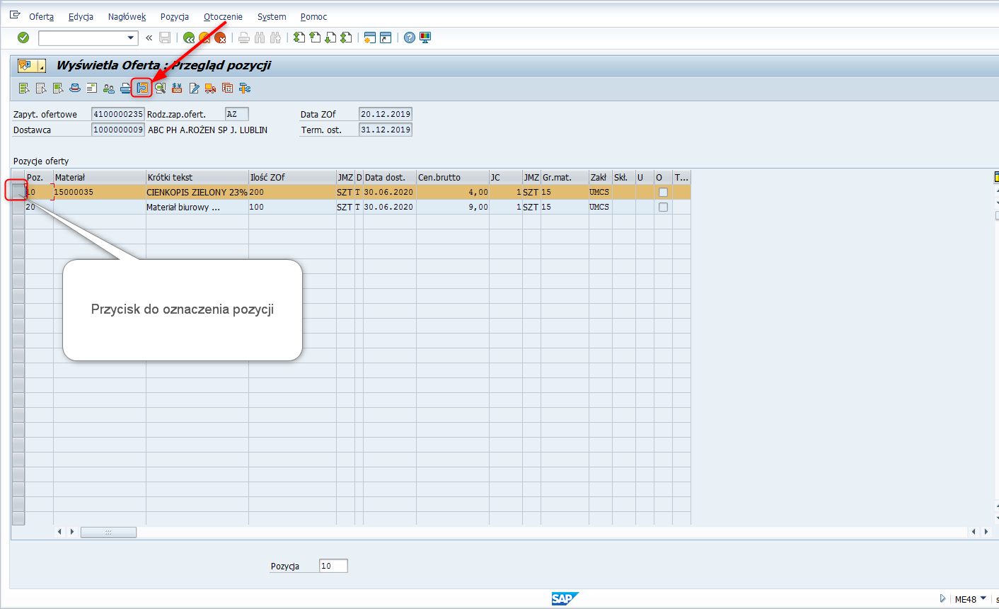 Oferta Edycja Nagłówek Pozycja Otoczenie System Pomoc
Wyświetla Oferta : Przegląd pozycji
Zapyt. ofertowe 4100000235 Rodz.zap.ofert. AZ Data ZOf 20.12.2019
Dostawca 1000000009 ABC PH A.ROŻEN SP J. LUBLIN Term. ost. 31.12.2019
Pozycje oferty
Poz. Materiał Krótki tekst Ilość ZOf JMZ D Data dost. Cen.brutto JC JMZ Gr.mat. Zakł Skł. U O T...
10 15000035 CIENKOPIS ZIELONY 23% 200 SZT T 30.06.2020 4,00 1 SZT 15 UMCS
20 Materiał biurowy ... 100 SZT T 30.06.2020 9,00 1 SZT 15 UMCS
Przycisk do oznaczenia pozycji
Pozycja 10
SAP ME48